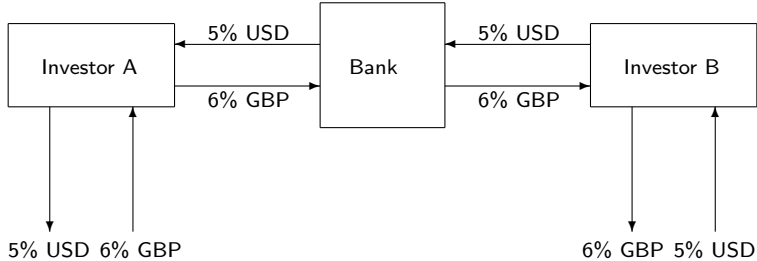 5% USD
5% USD
Investor A
Bank
Investor B
6% GBP
6% GBP
5% USD 6% GBP
6% GBP 5% USD